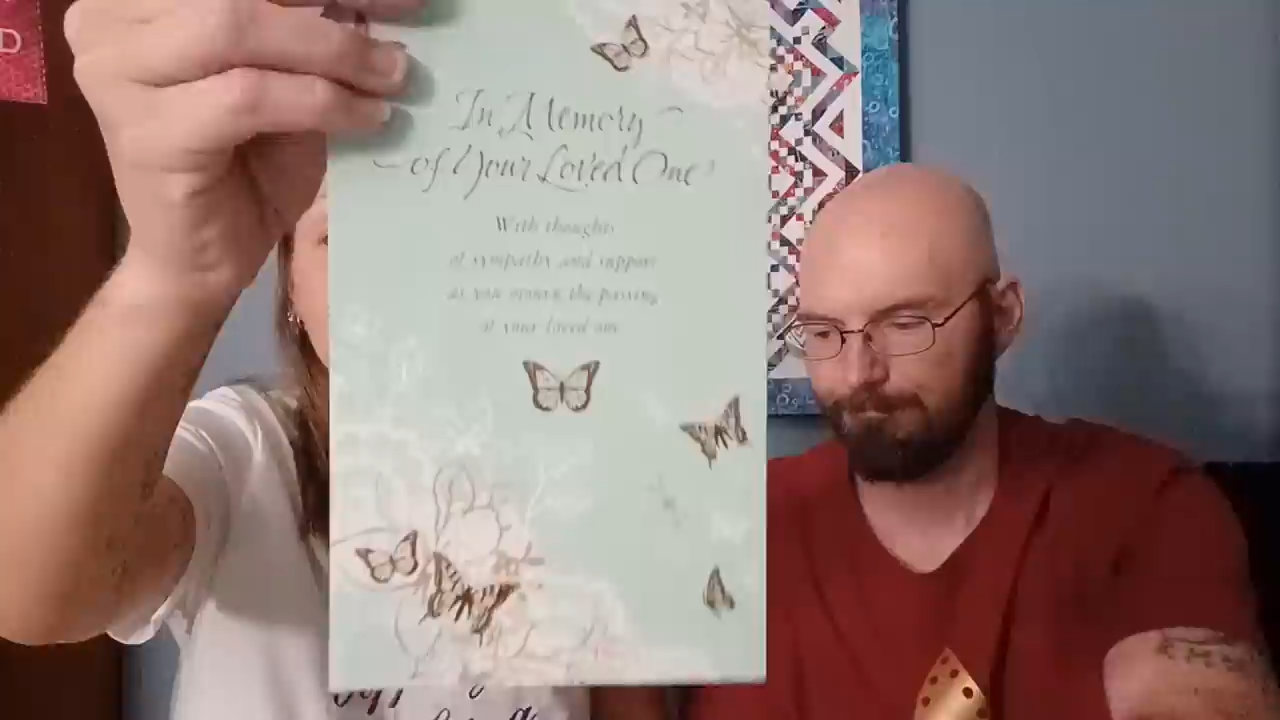 D
In Memory
of Your Loved One
With thoughts
of sympathy and support
as you mourn the passing
of your loved one